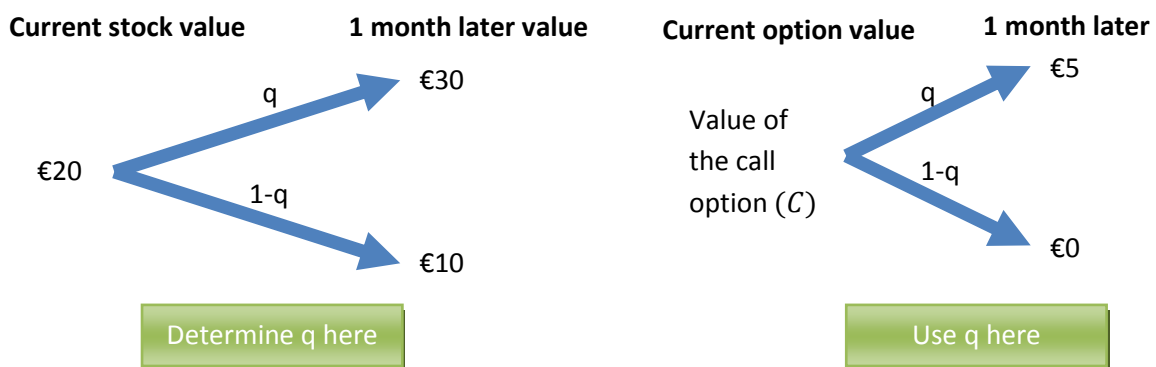 Current stock value
1 month later value
€30
q
€20
1-q
€10
Determine q here
Current option value
1 month later
€5
q
Value of
the call
option (C)
1-q
€0
Use q here